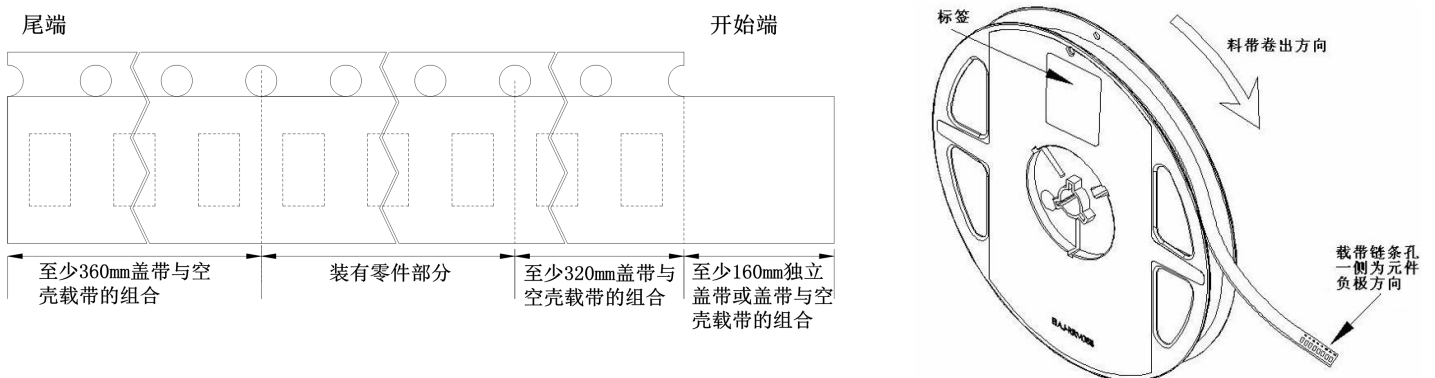 尾端
开始端
至少360mm盖带与空
壳载带的组合
装有零件部分
至少320mm盖带与
空壳载带的组合
至少160mm独立
盖带或盖带与空
壳载带的组合
标签
料带卷出方向
载带链条孔
一侧为元件
负极方向